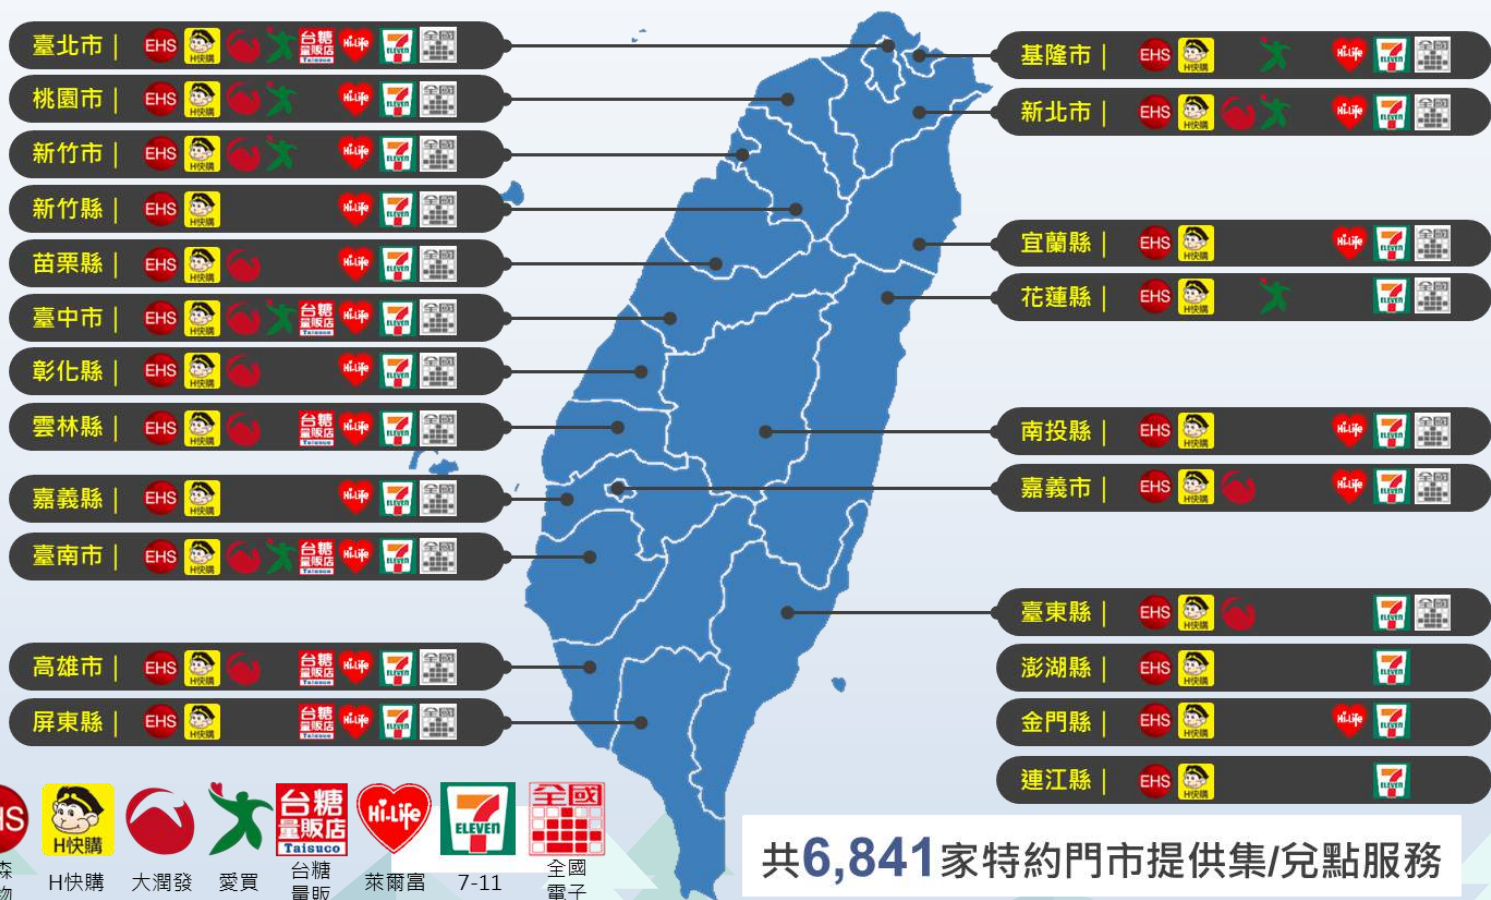 臺北市 | EHS H快購 台糖 量販店 Taisuco Hi-Life 7 ELEVEN 全國
桃園市 | EHS H快購 Hi-Life 7 ELEVEN 全國
新竹市 | EHS H快購 Hi-Life 7 ELEVEN 全國
新竹縣 | EHS H快購 Hi-Life 7 ELEVEN 全國
苗栗縣 | EHS H快購 Hi-Life 7 ELEVEN 全國
臺中市 | EHS H快購 台糖 量販店 Taisuco Hi-Life 7 ELEVEN 全國
彰化縣 | EHS H快購 Hi-Life 7 ELEVEN 全國
雲林縣 | EHS H快購 台糖 量販店 Taisuco Hi-Life 7 ELEVEN 全國
嘉義縣 | EHS H快購 Hi-Life 7 ELEVEN 全國
臺南市 | EHS H快購 台糖 量販店 Taisuco Hi-Life 7 ELEVEN 全國
高雄市 | EHS H快購 台糖 量販店 Taisuco Hi-Life 7 ELEVEN 全國
屏東縣 | EHS H快購 台糖 量販店 Taisuco Hi-Life 7 ELEVEN 全國
基隆市 | EHS H快購 Hi-Life 7 ELEVEN 全國
新北市 | EHS H快購 Hi-Life 7 ELEVEN 全國
宜蘭縣 | EHS H快購 Hi-Life 7 ELEVEN 全國
花蓮縣 | EHS H快購 7 ELEVEN 全國
南投縣 | EHS H快購 Hi-Life 7 ELEVEN 全國
嘉義市 | EHS H快購 Hi-Life 7 ELEVEN 全國
臺東縣 | EHS H快購 7 ELEVEN 全國
澎湖縣 | EHS H快購 7 ELEVEN
金門縣 | EHS H快購 Hi-Life 7 ELEVEN
連江縣 | EHS H快購 7 ELEVEN
HS H快購 台糖 量販店 Taisuco Hi-Life 7 ELEVEN 全國
森 H快購 大潤發 愛買 台糖 萊爾富 7-11 全國
物 量販 電子
共6,841家特約門市提供集/兌點服務